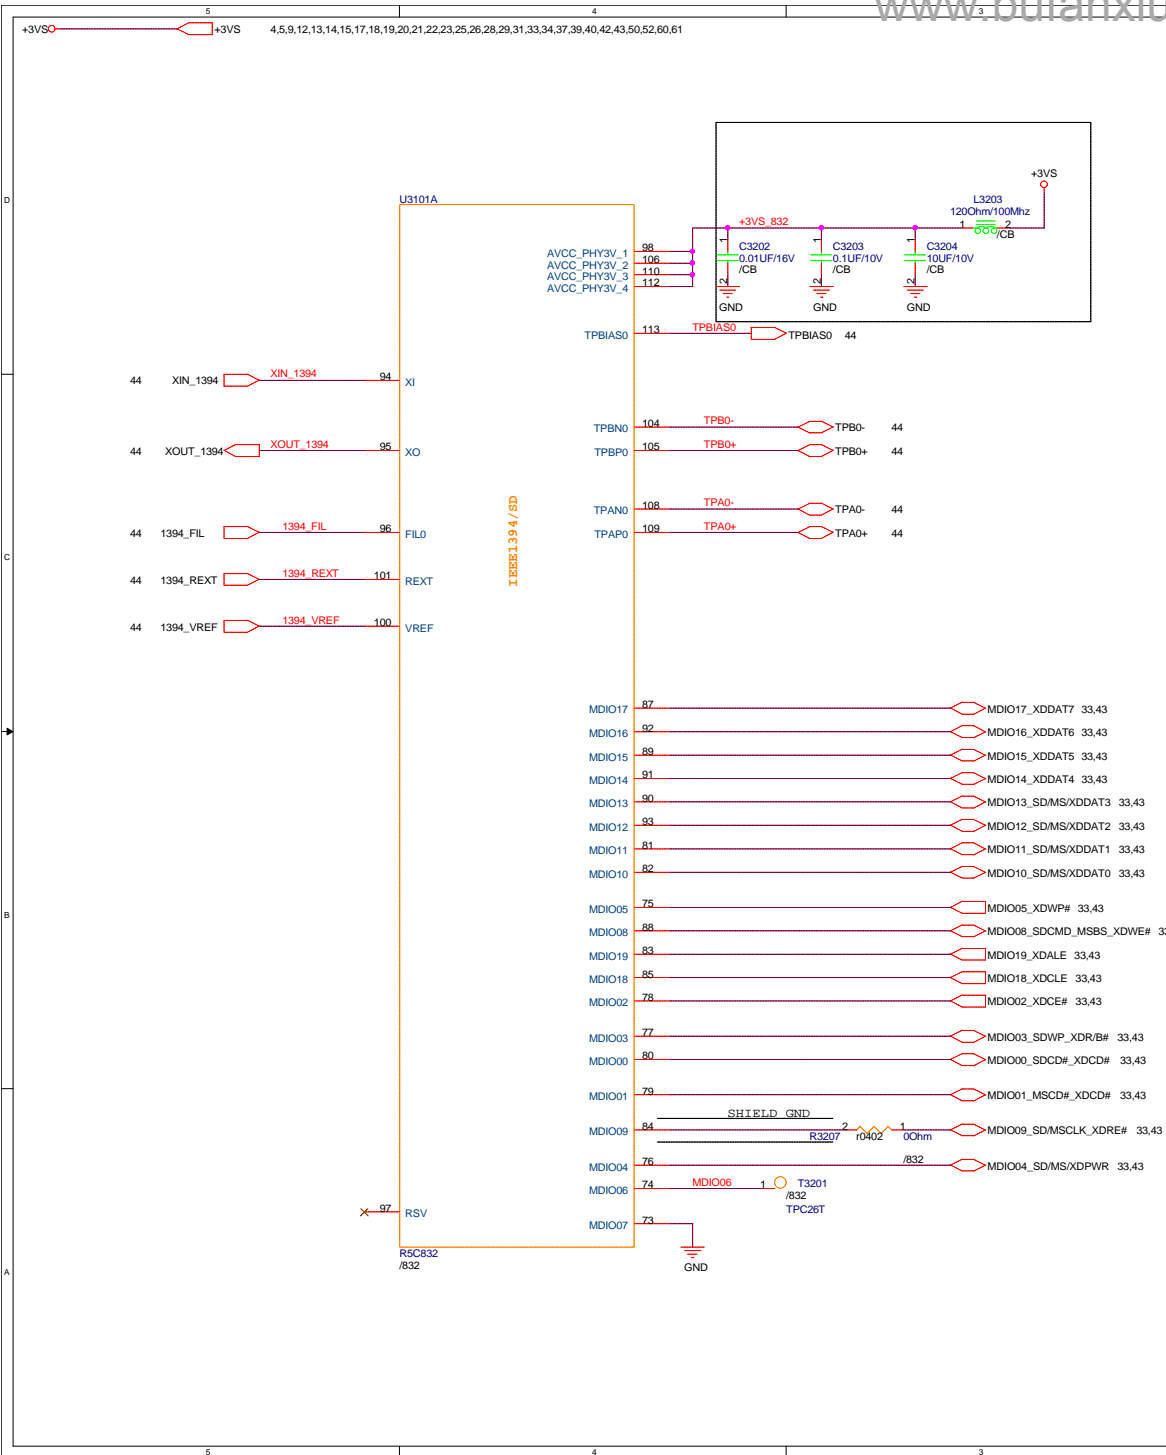 www.bufanxiu
5 4 3
+3VS +3VS 4,5,9,12,13,14,15,17,18,19,20,21,22,23,25,26,28,29,31,33,34,37,39,40,42,43,50,52,60,61
+3VS
D
U3101A
L3203
120Ohm/100Mhz
1 2
/CB
+3VS_832
AVCC_PHY3V_1 98
AVCC_PHY3V_2 106
AVCC_PHY3V_3 110
AVCC_PHY3V_4 112
1 C3202 0.01UF/16V /CB 2 GND
1 C3203 0.1UF/10V /CB 2 GND
1 C3204 10UF/10V /CB 2 GND
TPBIAS0 113 TPBIAS0 TPBIAS0 44
44 XIN_1394 XIN_1394 94 XI
TPBN0 104 TPB0- TPB0- 44
44 XOUT_1394 XOUT_1394 95 XO
TPBP0 105 TPB0+ TPB0+ 44
TPAN0 108 TPA0- TPA0- 44
44 1394_FIL 1394_FIL 96 FIL0
TPAP0 109 TPA0+ TPA0+ 44
IEEE1394/SD
C
44 1394_REXT 1394_REXT 101 REXT
44 1394_VREF 1394_VREF 100 VREF
MDIO17 87 MDIO17_XDDAT7 33,43
MDIO16 92 MDIO16_XDDAT6 33,43
MDIO15 89 MDIO15_XDDAT5 33,43
MDIO14 91 MDIO14_XDDAT4 33,43
MDIO13 90 MDIO13_SD/MS/XDDAT3 33,43
MDIO12 93 MDIO12_SD/MS/XDDAT2 33,43
MDIO11 81 MDIO11_SD/MS/XDDAT1 33,43
MDIO10 82 MDIO10_SD/MS/XDDAT0 33,43
B
MDIO05 75 MDIO05_XDWP# 33,43
MDIO08 88 MDIO08_SDCMD_MSBS_XDWE# 33
MDIO19 83 MDIO19_XDALE 33,43
MDIO18 85 MDIO18_XDCLE 33,43
MDIO02 78 MDIO02_XDCE# 33,43
MDIO03 77 MDIO03_SDWP_XDR/B# 33,43
MDIO00 80 MDIO00_SDCD#_XDCD# 33,43
MDIO01 79 MDIO01_MSCD#_XDCD# 33,43
SHIELD GND
MDIO09 84 R3207 2 r0402 1 0Ohm MDIO09_SD/MSCLK_XDRE# 33,43
MDIO04 76 /832 MDIO04_SD/MS/XDPWR 33,43
MDIO06 74 MDIO06 1 T3201
/832
TPC26T
97 RSV
MDIO07 73
GND
R5C832
/832
A
5 4 3